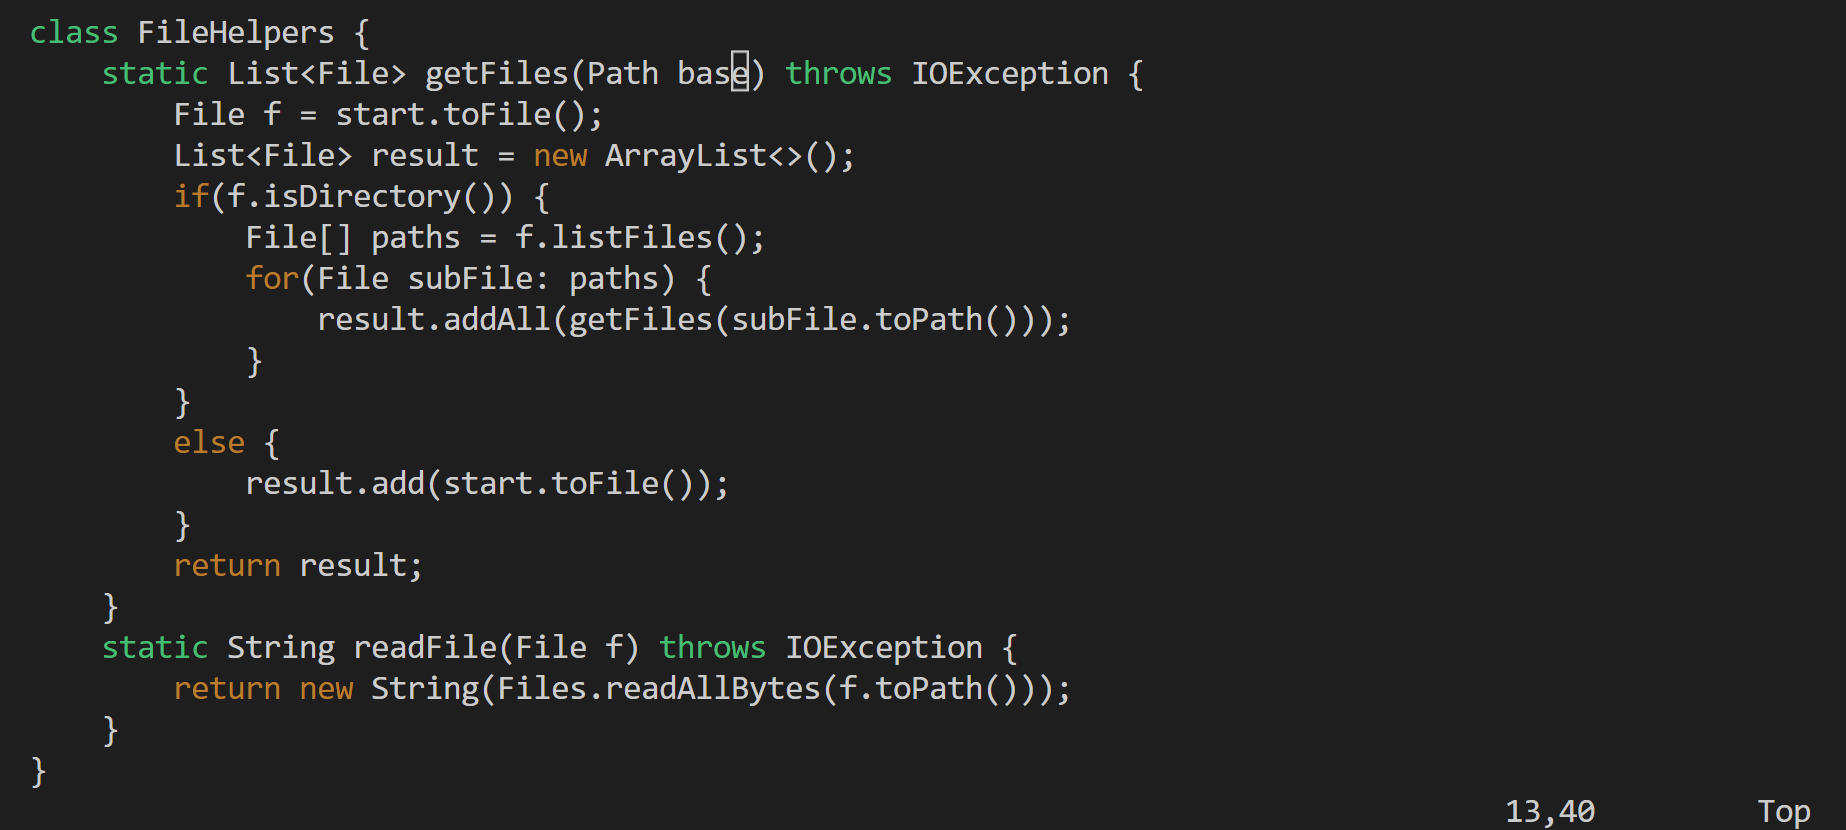 class FileHelpers {
    static List<File> getFiles(Path base) throws IOException {
        File f = start.toFile();
        List<File> result = new ArrayList<>();
        if(f.isDirectory()) {
            File[] paths = f.listFiles();
            for(File subFile: paths) {
                result.addAll(getFiles(subFile.toPath()));
            }
        }
        else {
            result.add(start.toFile());
        }
        return result;
    }
    static String readFile(File f) throws IOException {
        return new String(Files.readAllBytes(f.toPath()));
    }
}
13,40 Top